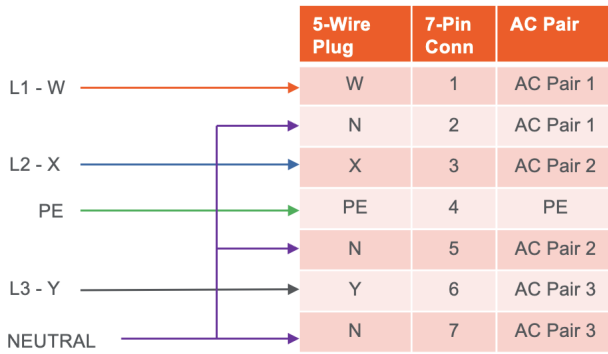 5-Wire Plug 7-Pin Conn AC Pair
L1 - W W 1 AC Pair 1
N 2 AC Pair 1
L2 - X X 3 AC Pair 2
PE PE 4 PE
N 5 AC Pair 2
L3 - Y Y 6 AC Pair 3
NEUTRAL N 7 AC Pair 3